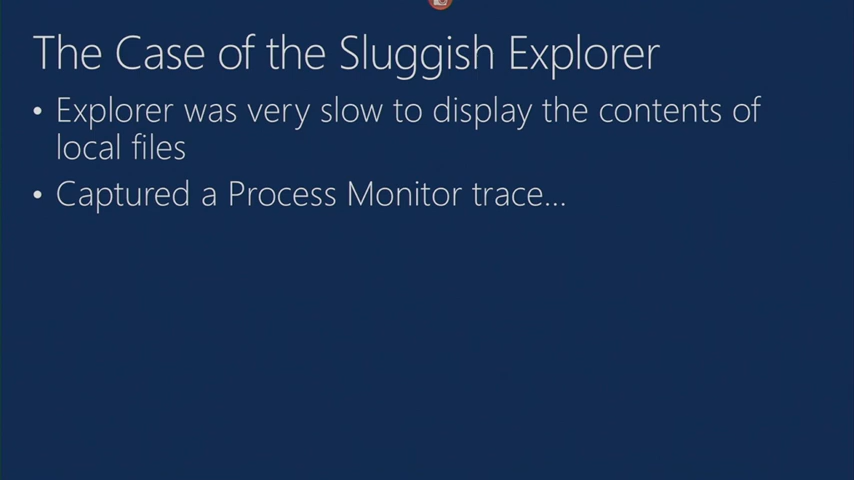 The Case of the Sluggish Explorer
• Explorer was very slow to display the contents of
local files
• Captured a Process Monitor trace...